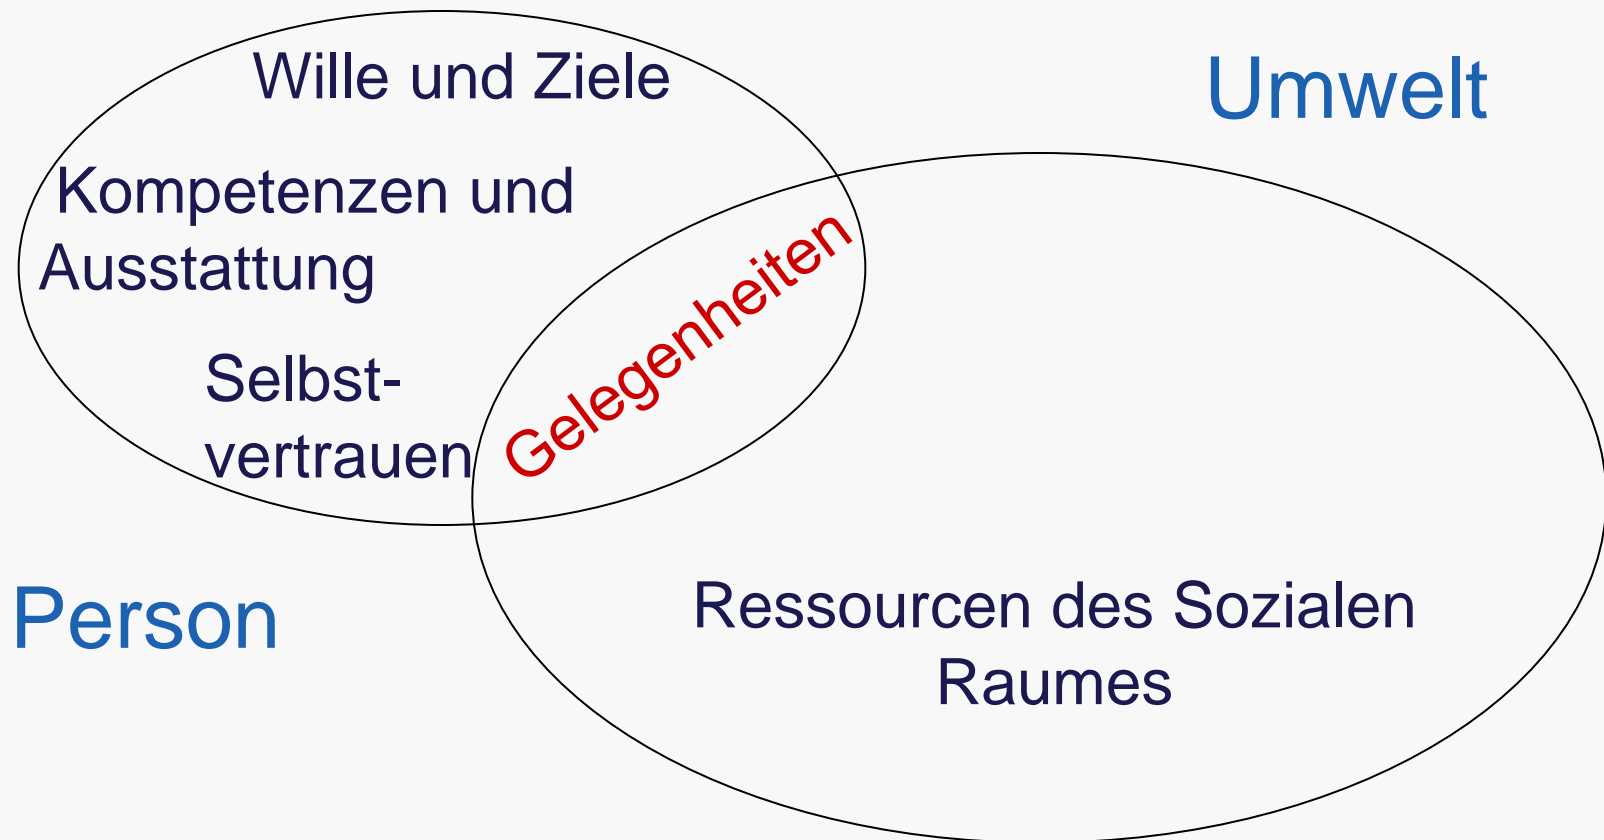 Wille und Ziele
Umwelt
Kompetenzen und
Ausstattung
Gelegenheiten
Selbst-
vertrauen
Person
Ressourcen des Sozialen
Raumes